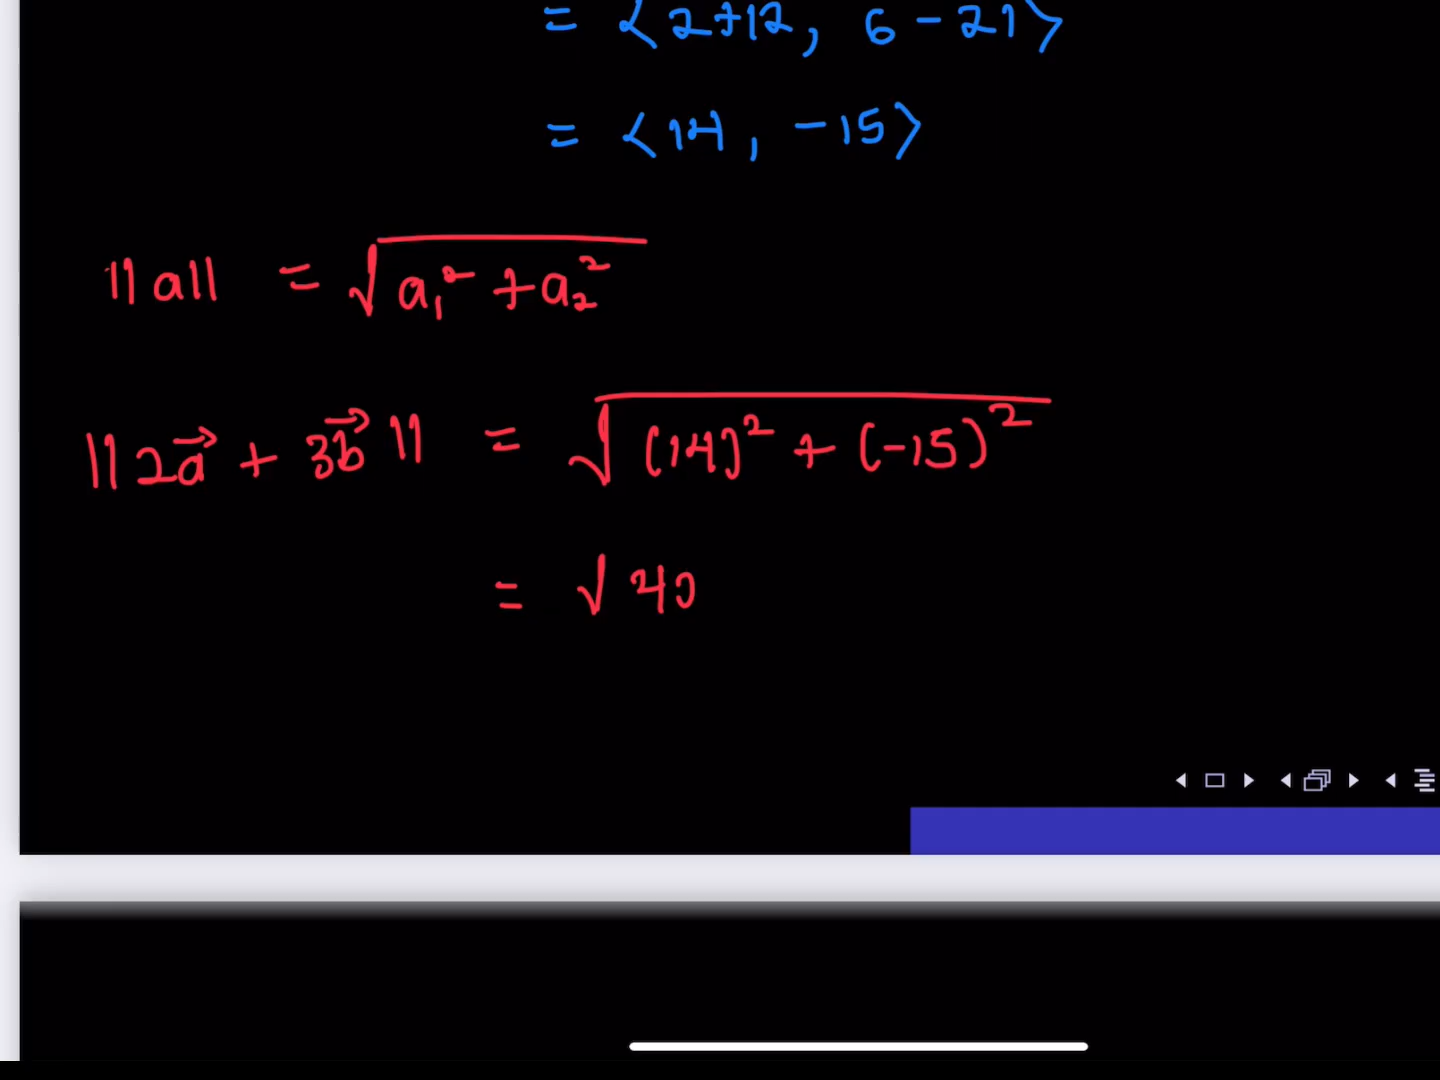 = ⟨2+12, 6-21⟩
= ⟨14, -15⟩
||a|| = √(a₁² + a₂²)
||2a⃗ + 3b⃗|| = √((14)² + (-15)²)
= √42